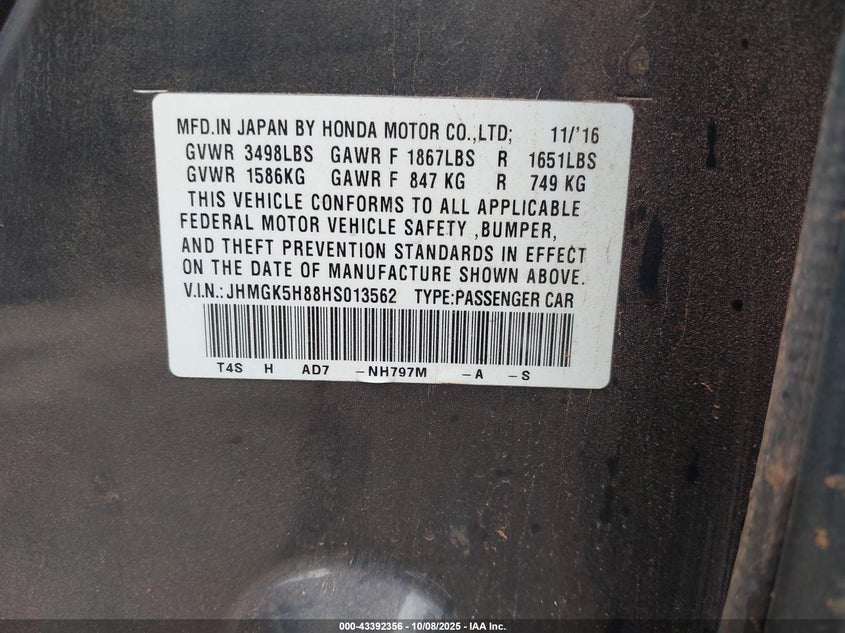 MFD.IN JAPAN BY HONDA MOTOR CO.,LTD; 11/'16
GVWR 3498LBS GAWR F 1867LBS R 1651LBS
GVWR 1586KG GAWR F 847 KG R 749 KG
THIS VEHICLE CONFORMS TO ALL APPLICABLE
FEDERAL MOTOR VEHICLE SAFETY ,BUMPER,
AND THEFT PREVENTION STANDARDS IN EFFECT
ON THE DATE OF MANUFACTURE SHOWN ABOVE.
V.I.N.: JHMGK5H88HS013562 TYPE:PASSENGER CAR
T4S H AD7 -NH797M -A -S
000-43392356 | 10/08/2025 - IAA Inc.